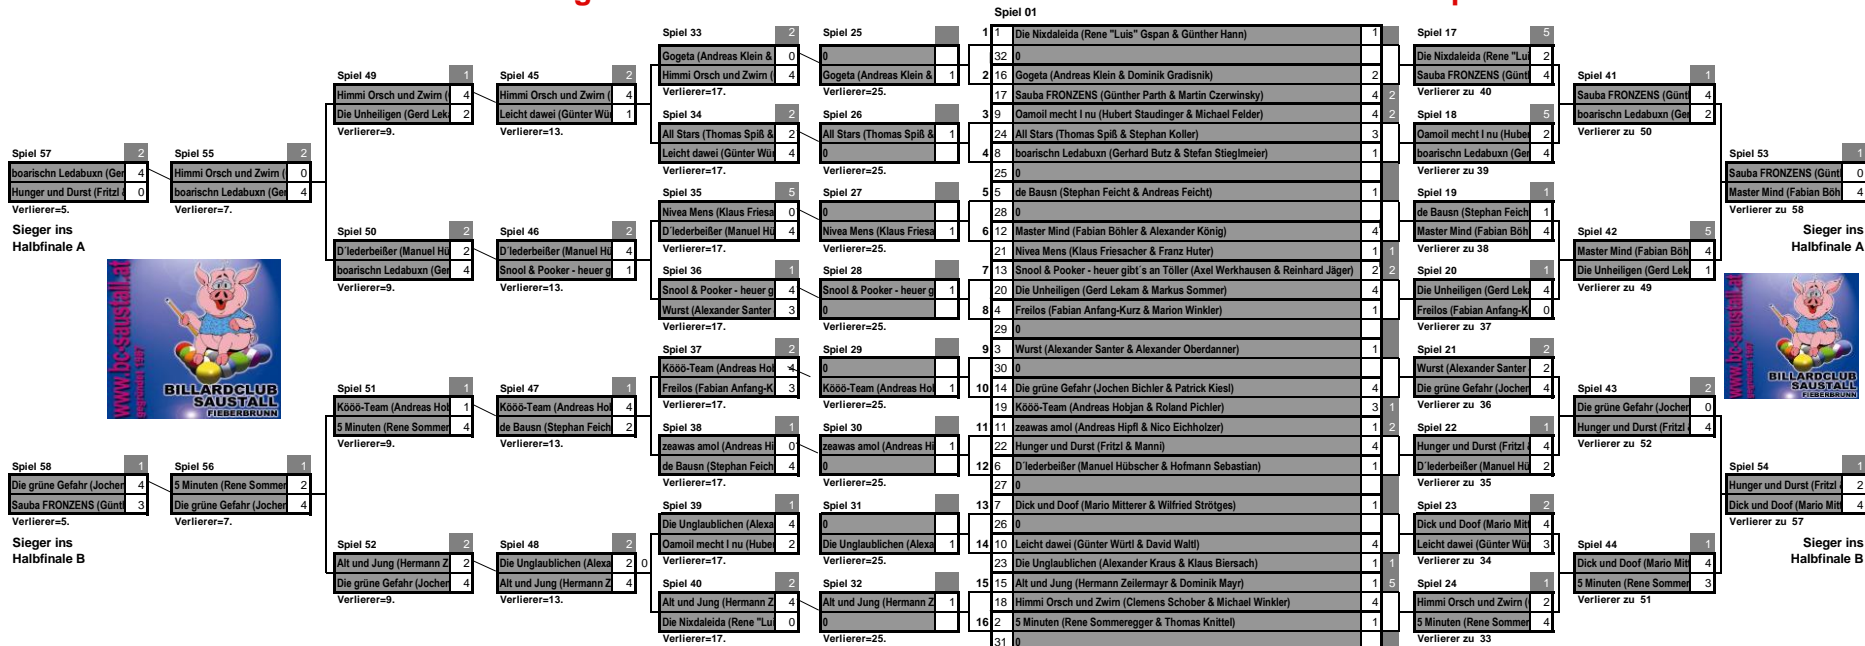 Spiel 57 2
boarischn Ledabuxn (Ger 4
Hunger und Durst (Fritzl & 0
Verlierer=5.
Sieger ins
Halbfinale A
Spiel 58 1
Die grüne Gefahr (Jochen 4
Sauba FRONZENS (Günth 3
Verlierer=5.
Sieger ins
Halbfinale B
Spiel 55 2
Himmi Orsch und Zwirn ( 0
boarischn Ledabuxn (Ger 4
Verlierer=7.
www.bc-saustall.at
gegründet 1987
BILLARDCLUB
SAUSTALL
FIEBERBRUNN
Spiel 56 1
5 Minuten (Rene Sommer 2
Die grüne Gefahr (Jochen 4
Verlierer=7.
Spiel 49 1
Himmi Orsch und Zwirn ( 4
Die Unheiligen (Gerd Leka 2
Verlierer=9.
Spiel 50 2
D´lederbeißer (Manuel Hü 2
boarischn Ledabuxn (Ger 4
Verlierer=9.
Spiel 51 1
Kööö-Team (Andreas Hob 1
5 Minuten (Rene Sommer 4
Verlierer=9.
Spiel 52 2
Alt und Jung (Hermann Z 2
Die grüne Gefahr (Jochen 4
Verlierer=9.
Spiel 45 2
Himmi Orsch und Zwirn ( 4
Leicht dawei (Günter Wür 1
Verlierer=13.
Spiel 46 2
D´lederbeißer (Manuel Hü 4
Snool & Pooker - heuer g 1
Verlierer=13.
Spiel 47 1
Kööö-Team (Andreas Hob 4
de Bausn (Stephan Feich 2
Verlierer=13.
Spiel 48 2
Die Unglaublichen (Alexa 2 0
Alt und Jung (Hermann Z 4
Verlierer=13.
Spiel 33 2
Gogeta (Andreas Klein & 0
Himmi Orsch und Zwirn ( 4
Verlierer=17.
Spiel 34 2
All Stars (Thomas Spiß & 2
Leicht dawei (Günter Wür 4
Verlierer=17.
Spiel 35 5
Nivea Mens (Klaus Friesa 0
D´lederbeißer (Manuel Hü 4
Verlierer=17.
Spiel 36 1
Snool & Pooker - heuer g 4
Wurst (Alexander Santer 3
Verlierer=17.
Spiel 37 2
Kööö-Team (Andreas Hob 4
Freilos (Fabian Anfang-K 3
Verlierer=17.
Spiel 38 1
zeawas amol (Andreas Hi 0
de Bausn (Stephan Feich 4
Verlierer=17.
Spiel 39 1
Die Unglaublichen (Alexa 4
Oamoil mecht I nu (Huber 2
Verlierer=17.
Spiel 40 2
Alt und Jung (Hermann Z 4
Die Nixdaleida (Rene "Lui 0
Verlierer=17.
Spiel 25
0
Gogeta (Andreas Klein & 1
Verlierer=25.
Spiel 26
All Stars (Thomas Spiß & 1
0
Verlierer=25.
Spiel 27
0
Nivea Mens (Klaus Friesa 1
Verlierer=25.
Spiel 28
Snool & Pooker - heuer g 1
0
Verlierer=25.
Spiel 29
0
Kööö-Team (Andreas Hob 1
Verlierer=25.
Spiel 30
zeawas amol (Andreas Hi 1
0
Verlierer=25.
Spiel 31
0
Die Unglaublichen (Alexa 1
Verlierer=25.
Spiel 32
Alt und Jung (Hermann Z 1
0
Verlierer=25.
Spiel 01
1 1 Die Nixdaleida (Rene "Luis" Gspan & Günther Hann) 1
32 0
2 16 Gogeta (Andreas Klein & Dominik Gradisnik) 2
17 Sauba FRONZENS (Günther Parth & Martin Czerwinsky) 4 2
3 9 Oamoil mecht I nu (Hubert Staudinger & Michael Felder) 4 2
24 All Stars (Thomas Spiß & Stephan Koller) 3
4 8 boarischn Ledabuxn (Gerhard Butz & Stefan Stieglmeier) 1
25 0
5 5 de Bausn (Stephan Feicht & Andreas Feicht) 1
28 0
6 12 Master Mind (Fabian Böhler & Alexander König) 4
21 Nivea Mens (Klaus Friesacher & Franz Huter) 1 1
7 13 Snool & Pooker - heuer gibt´s an Töller (Axel Werkhausen & Reinhard Jäger) 2 2
20 Die Unheiligen (Gerd Lekam & Markus Sommer) 4
8 4 Freilos (Fabian Anfang-Kurz & Marion Winkler) 1
29 0
9 3 Wurst (Alexander Santer & Alexander Oberdanner) 1
30 0
10 14 Die grüne Gefahr (Jochen Bichler & Patrick Kiesl) 4
19 Kööö-Team (Andreas Hobjan & Roland Pichler) 3 1
11 11 zeawas amol (Andreas Hipfl & Nico Eichholzer) 1 2
22 Hunger und Durst (Fritzl & Manni) 4
12 6 D´lederbeißer (Manuel Hübscher & Hofmann Sebastian) 1
27 0
13 7 Dick und Doof (Mario Mitterer & Wilfried Strötges) 1
26 0
14 10 Leicht dawei (Günter Würtl & David Waltl) 4
23 Die Unglaublichen (Alexander Kraus & Klaus Biersach) 1 1
15 15 Alt und Jung (Hermann Zeilermayr & Dominik Mayr) 1 5
18 Himmi Orsch und Zwirn (Clemens Schober & Michael Winkler) 4
16 2 5 Minuten (Rene Sommeregger & Thomas Knittel) 1
31 0
Spiel 17 5
Die Nixdaleida (Rene "Lui 2
Sauba FRONZENS (Günth 4
Verlierer zu 40
Spiel 18 5
Oamoil mecht I nu (Huber 2
boarischn Ledabuxn (Ger 4
Verlierer zu 39
Spiel 19 1
de Bausn (Stephan Feich 1
Master Mind (Fabian Böh 4
Verlierer zu 38
Spiel 20 1
Die Unheiligen (Gerd Leka 4
Freilos (Fabian Anfang-K 0
Verlierer zu 37
Spiel 21 2
Wurst (Alexander Santer 2
Die grüne Gefahr (Jochen 4
Verlierer zu 36
Spiel 22 1
Hunger und Durst (Fritzl & 4
D´lederbeißer (Manuel Hü 2
Verlierer zu 35
Spiel 23 2
Dick und Doof (Mario Mitt 4
Leicht dawei (Günter Wür 3
Verlierer zu 34
Spiel 24 1
Himmi Orsch und Zwirn ( 2
5 Minuten (Rene Sommer 4
Verlierer zu 33
Spiel 41 1
Sauba FRONZENS (Günth 4
boarischn Ledabuxn (Ger 2
Verlierer zu 50
Spiel 42 5
Master Mind (Fabian Böh 4
Die Unheiligen (Gerd Leka 1
Verlierer zu 49
Spiel 43 2
Die grüne Gefahr (Jochen 0
Hunger und Durst (Fritzl & 4
Verlierer zu 52
Spiel 44 1
Dick und Doof (Mario Mitt 4
5 Minuten (Rene Sommer 3
Verlierer zu 51
Spiel 53 1
Sauba FRONZENS (Günth 0
Master Mind (Fabian Böh 4
Verlierer zu 58
Sieger ins
Halbfinale A
www.bc-saustall.at
gegründet 1987
BILLARDCLUB
SAUSTALL
FIEBERBRUNN
Spiel 54 1
Hunger und Durst (Fritzl & 2
Dick und Doof (Mario Mitt 4
Verlierer zu 57
Sieger ins
Halbfinale B